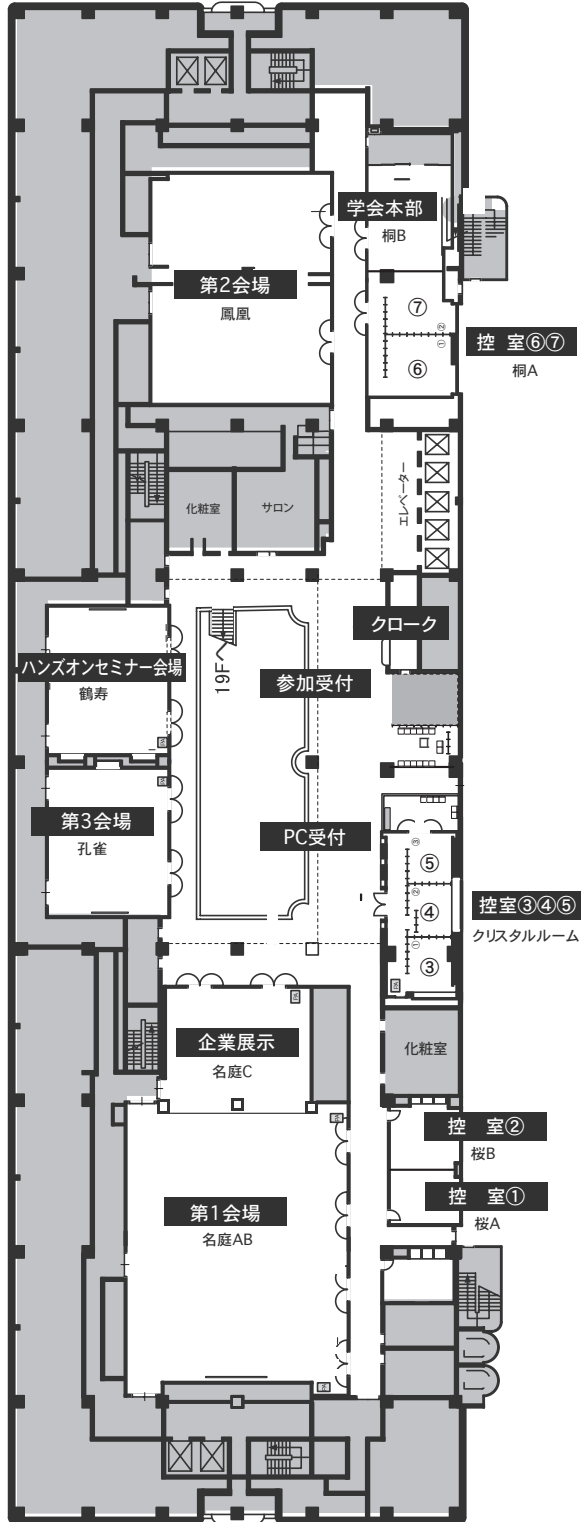 学会本部
桐B
第2会場
鳳凰
⑦
②
①
控 室⑥⑦
桐A
⑥
エレベーター
化粧室
サロン
クローク
ハンズオンセミナー会場
鶴寿
19F
参加受付
第3会場
孔雀
PC受付
③
⑤
②
④
控室③④⑤
クリスタルルーム
①
③
企業展示
名庭C
化粧室
控 室②
桜B
控 室①
桜A
第1会場
名庭AB